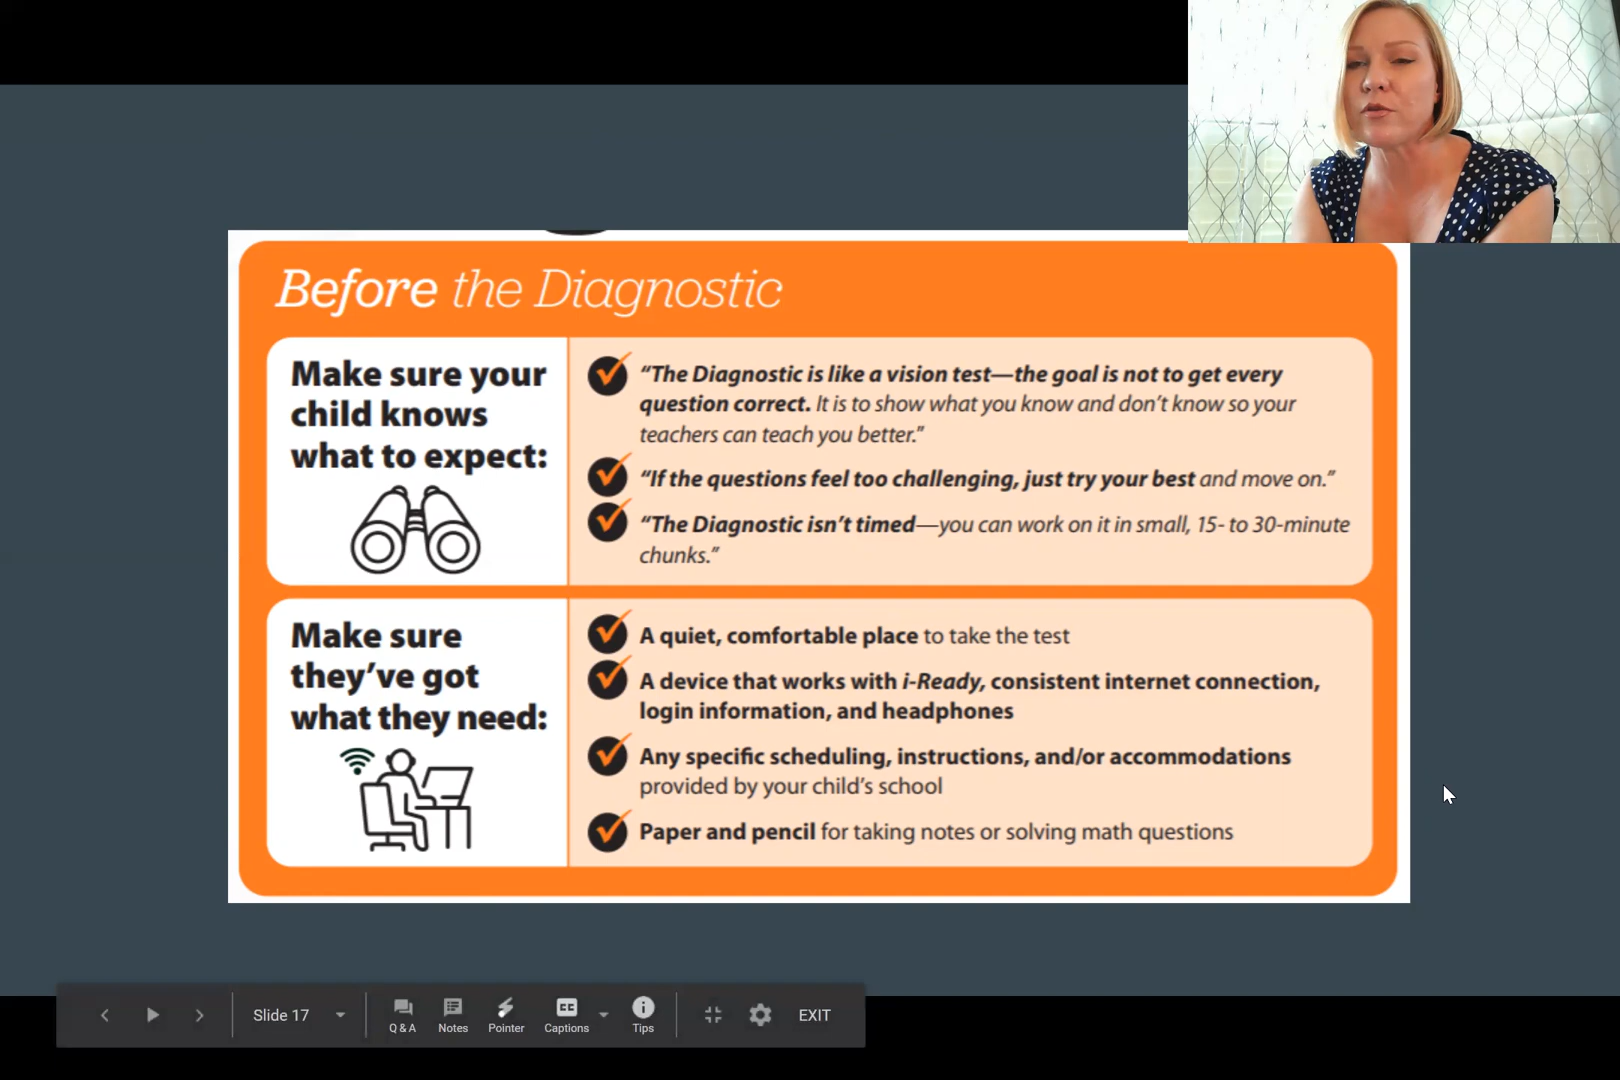 Before the Diagnostic
Make sure your
child knows
what to expect:
“The Diagnostic is like a vision test—the goal is not to get every
question correct. It is to show what you know and don’t know so your
teachers can teach you better.”
“If the questions feel too challenging, just try your best and move on.”
“The Diagnostic isn’t timed—you can work on it in small, 15- to 30-minute
chunks.”
Make sure
they’ve got
what they need:
A quiet, comfortable place to take the test
A device that works with i-Ready, consistent internet connection,
login information, and headphones
Any specific scheduling, instructions, and/or accommodations
provided by your child’s school
Paper and pencil for taking notes or solving math questions
Slide 17
Q & A
Notes
Pointer
CC
Captions
Tips
EXIT